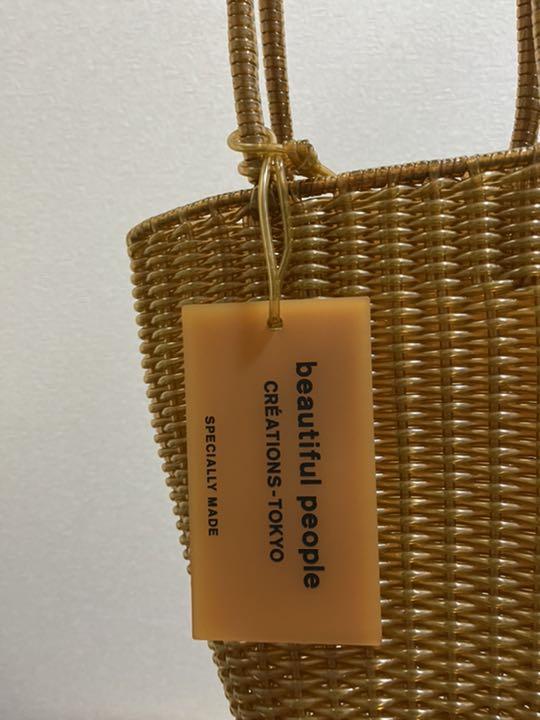 beautiful people
CRÉATIONS-TOKYO
SPECIALLY MADE